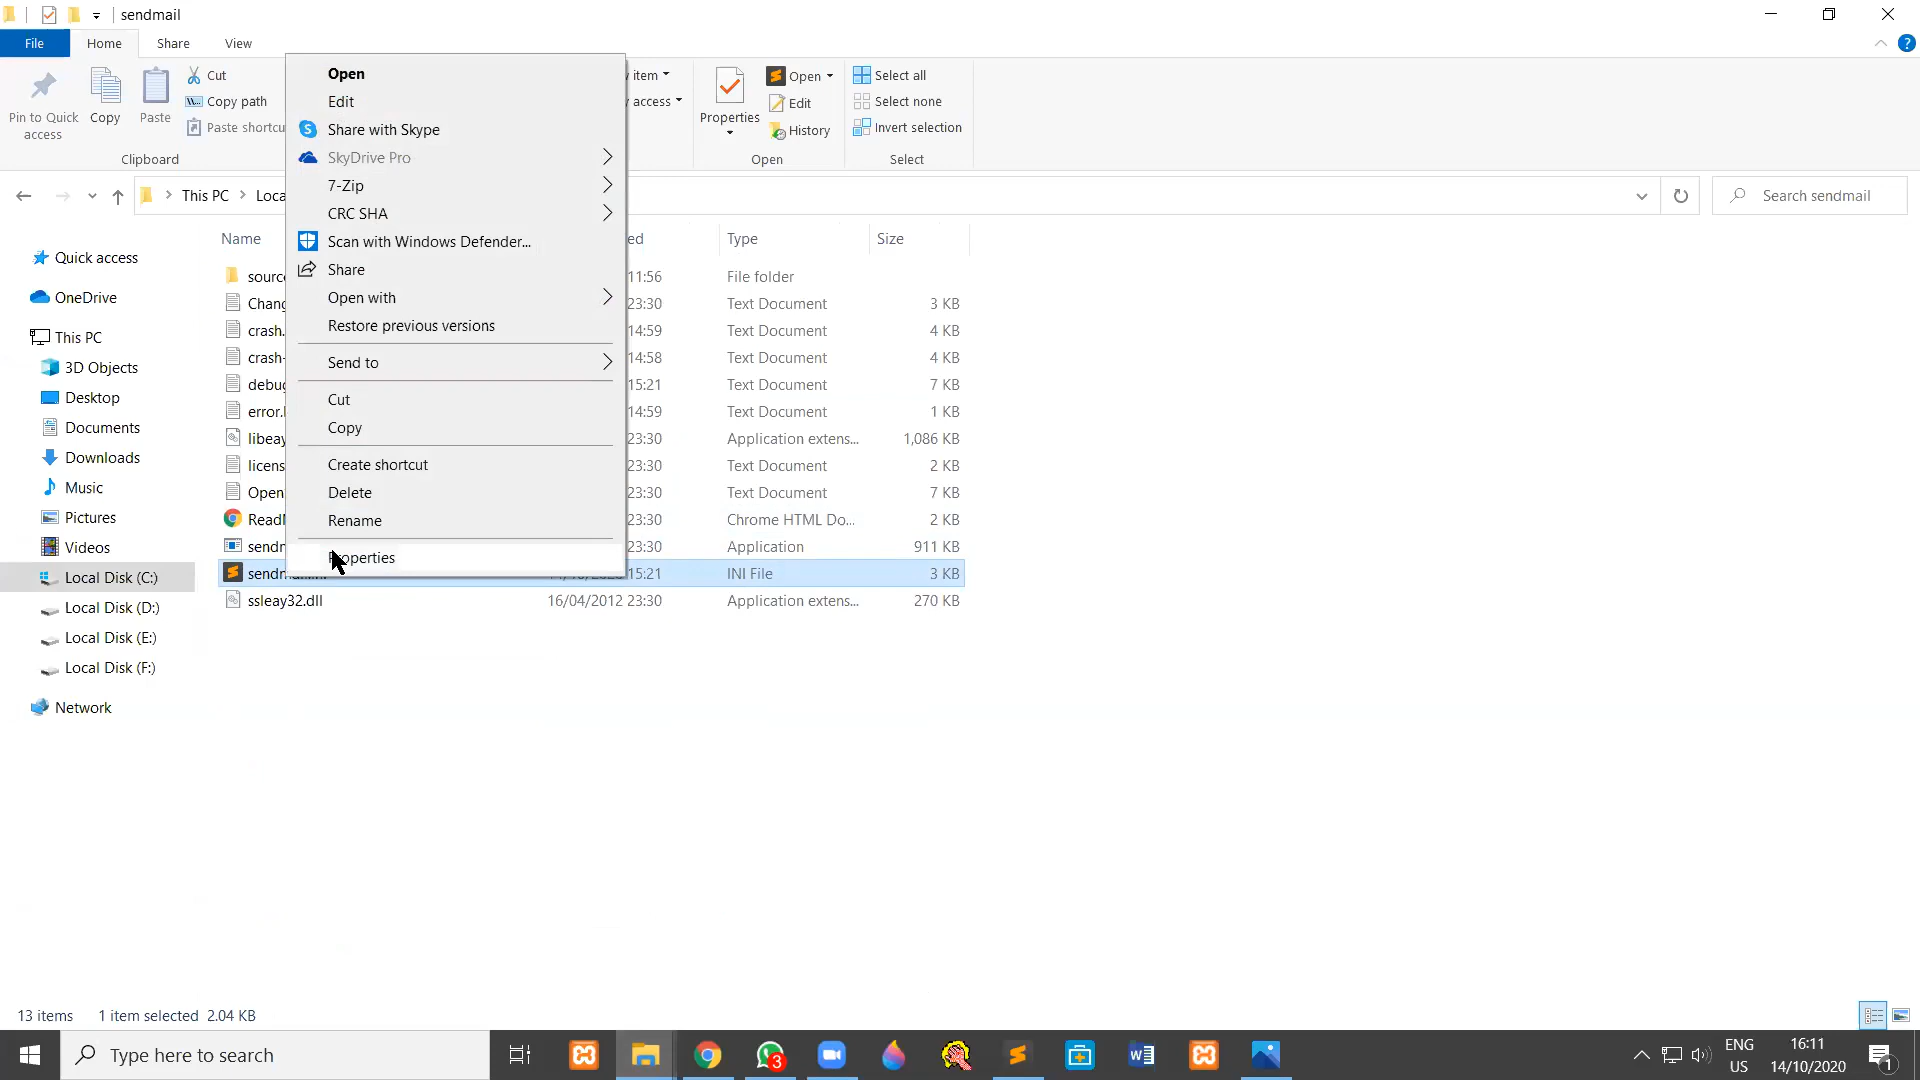 sendmail
File Home Share View
Pin to Quick access
Copy
Paste
Cut
Copy path
Paste shortcu
Clipboard
item
access
Properties
Open
Edit
History
Open
Select all
Select none
Invert selection
Select
This PC > Loca
Search sendmail
Open
Edit
Share with Skype
SkyDrive Pro
7-Zip
CRC SHA
Scan with Windows Defender...
Share
Open with
Restore previous versions
Send to
Cut
Copy
Create shortcut
Delete
Rename
operties
Quick access
OneDrive
This PC
3D Objects
Desktop
Documents
Downloads
Music
Pictures
Videos
Local Disk (C:)
Local Disk (D:)
Local Disk (E:)
Local Disk (F:)
Network
Name ed Type Size
sourc 11:56 File folder
Chang 23:30 Text Document 3 KB
crash. 14:59 Text Document 4 KB
crash- 14:58 Text Document 4 KB
debug 15:21 Text Document 7 KB
error.l 14:59 Text Document 1 KB
libeay 23:30 Application extens... 1,086 KB
licens 23:30 Text Document 2 KB
Open 23:30 Text Document 7 KB
Read 23:30 Chrome HTML Do... 2 KB
sendm 23:30 Application 911 KB
sendm 15:21 INI File 3 KB
ssleay32.dll 16/04/2012 23:30 Application extens... 270 KB
13 items 1 item selected 2.04 KB
Type here to search
3
ENG
US
16:11
14/10/2020
1